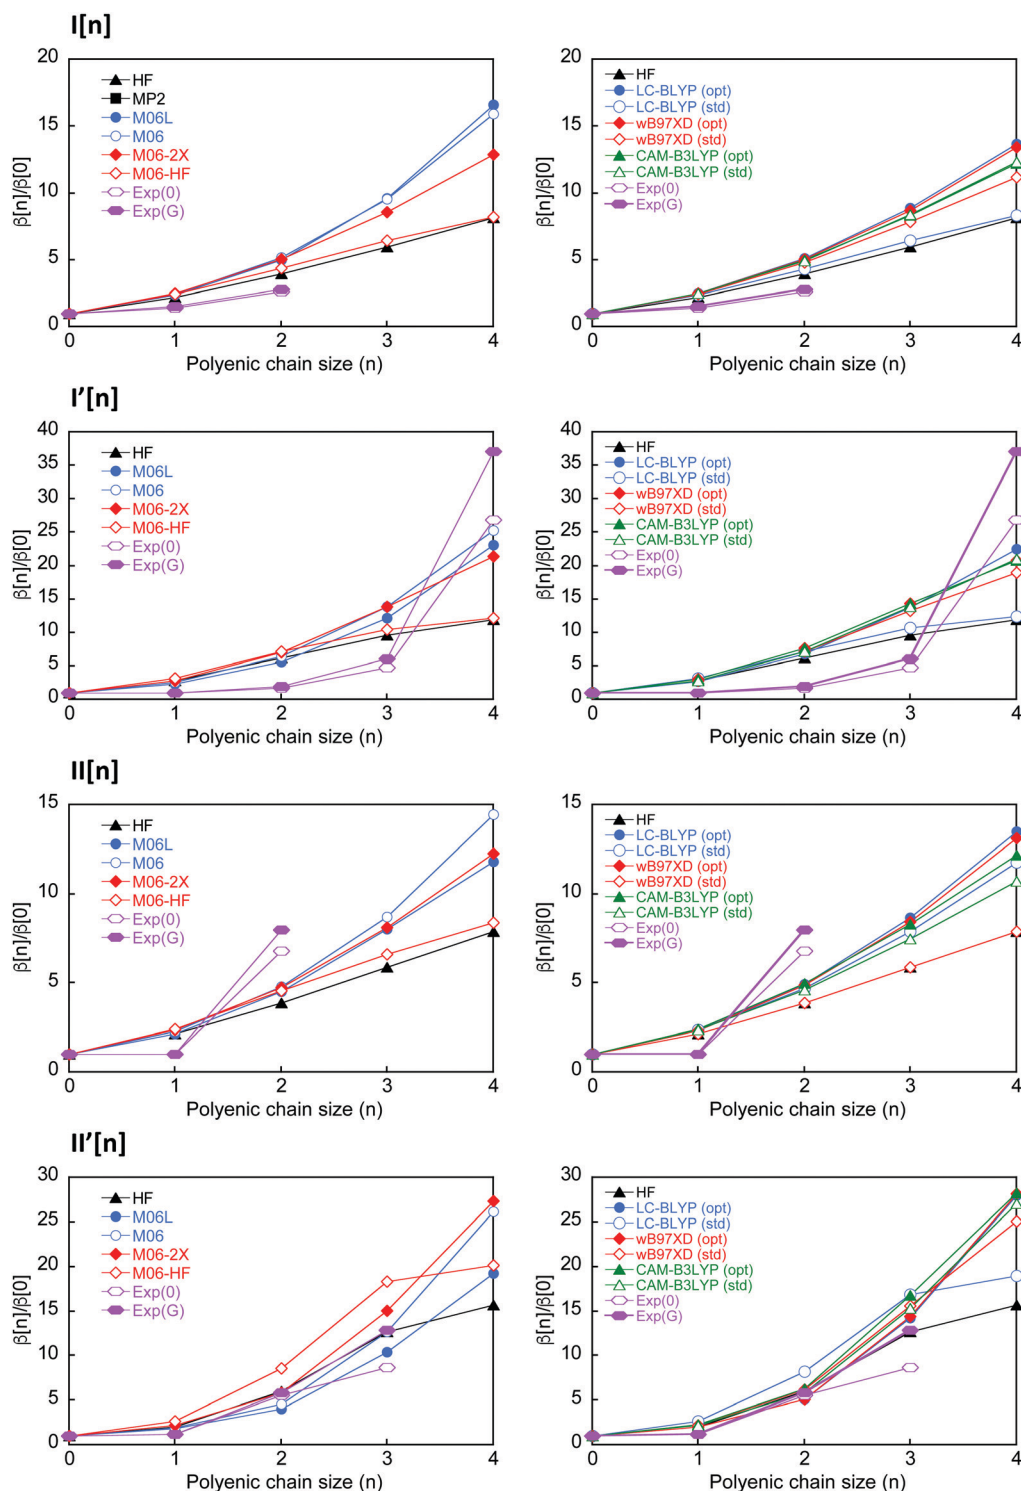 I[n]
20
15
10
5
0
β[n]/β[0]
HF
MP2
M06L
M06
M06-2X
M06-HF
Exp(0)
Exp(G)
0 1 2 3 4
Polyenic chain size (n)
20
15
10
5
0
β[n]/β[0]
HF
LC-BLYP (opt)
LC-BLYP (std)
wB97XD (opt)
wB97XD (std)
CAM-B3LYP (opt)
CAM-B3LYP (std)
Exp(0)
Exp(G)
0 1 2 3 4
Polyenic chain size (n)
I'[n]
40
35
30
25
20
15
10
5
0
β[n]/β[0]
HF
M06L
M06
M06-2X
M06-HF
Exp(0)
Exp(G)
0 1 2 3 4
Polyenic chain size (n)
40
35
30
25
20
15
10
5
0
β[n]/β[0]
HF
LC-BLYP (opt)
LC-BLYP (std)
wB97XD (opt)
wB97XD (std)
CAM-B3LYP (opt)
CAM-B3LYP (std)
Exp(0)
Exp(G)
0 1 2 3 4
Polyenic chain size (n)
II[n]
15
10
5
0
β[n]/β[0]
HF
M06L
M06
M06-2X
M06-HF
Exp(0)
Exp(G)
0 1 2 3 4
Polyenic chain size (n)
15
10
5
0
β[n]/β[0]
HF
LC-BLYP (opt)
LC-BLYP (std)
wB97XD (opt)
wB97XD (std)
CAM-B3LYP (opt)
CAM-B3LYP (std)
Exp(0)
Exp(G)
0 1 2 3 4
Polyenic chain size (n)
II'[n]
30
25
20
15
10
5
0
β[n]/β[0]
HF
M06L
M06
M06-2X
M06-HF
Exp(0)
Exp(G)
0 1 2 3 4
Polyenic chain size (n)
30
25
20
15
10
5
0
β[n]/β[0]
HF
LC-BLYP (opt)
LC-BLYP (std)
wB97XD (opt)
wB97XD (std)
CAM-B3LYP (opt)
CAM-B3LYP (std)
Exp(0)
Exp(G)
0 1 2 3 4
Polyenic chain size (n)